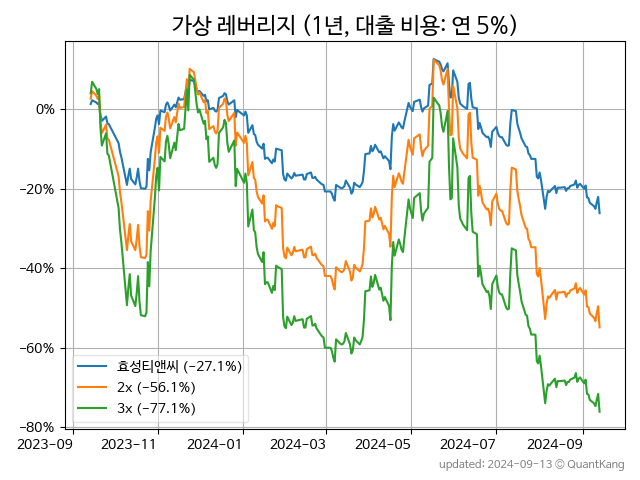 가상 레버리지 (1년, 대출 비용: 연 5%)
0%
−20%
−40%
−60%
−80%
효성티앤씨 (−27.1%)
2x (−56.1%)
3x (−77.1%)
2023-09
2023-11
2024-01
2024-03
2024-05
2024-07
2024-09
updated: 2024-09-13 © QuantKang